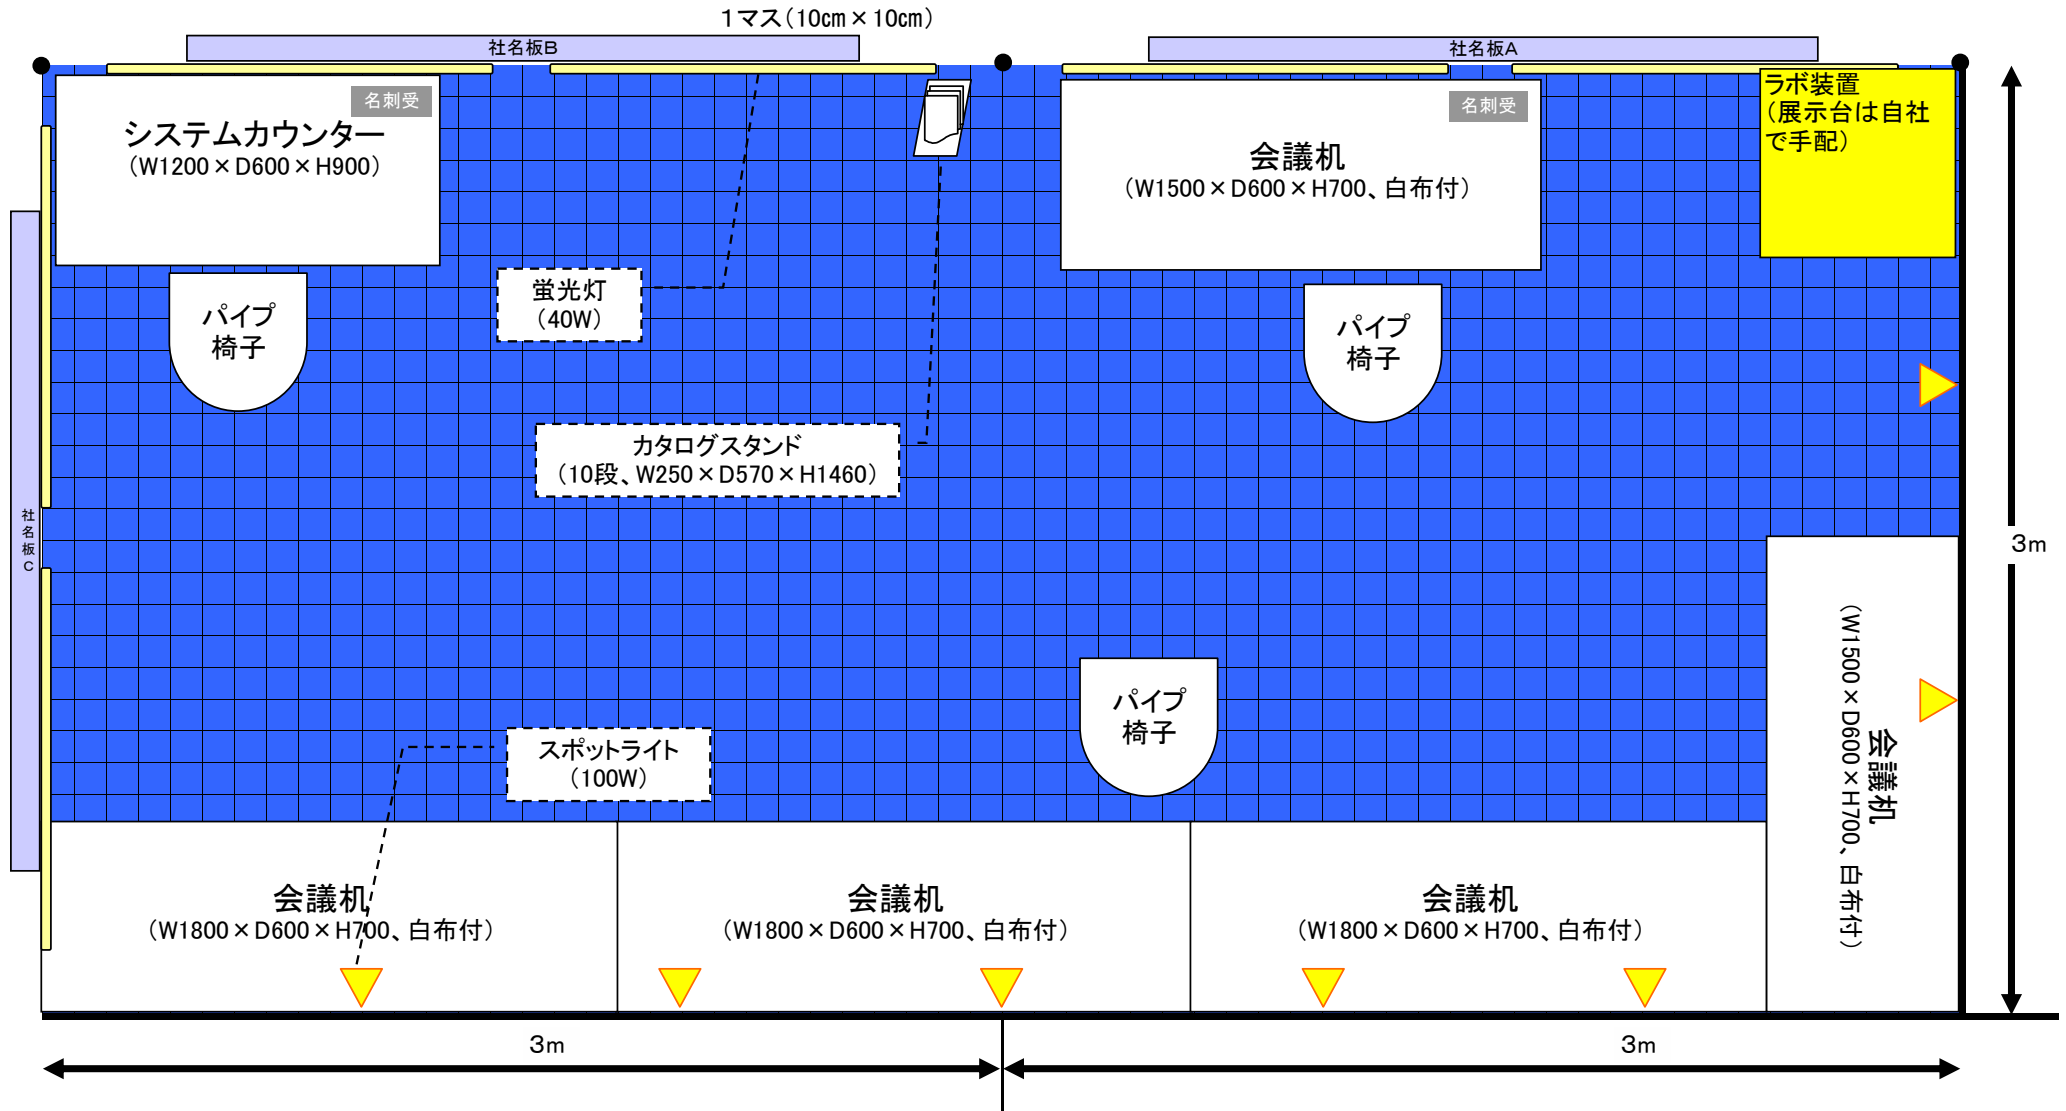 1マス(10cm×10cm)
社名板B
社名板A
名刺受
システムカウンター
(W1200×D600×H900)
名刺受
会議机
(W1500×D600×H700、白布付)
ラボ装置
(展示台は自社
で手配)
社名板C
パイプ
椅子
蛍光灯
(40W)
パイプ
椅子
カタログスタンド
(10段、W250×D570×H1460)
3m
会議机
(W1500×D600×H700、白布付)
パイプ
椅子
スポットライト
(100W)
会議机
(W1800×D600×H700、白布付)
会議机
(W1800×D600×H700、白布付)
会議机
(W1800×D600×H700、白布付)
3m
3m